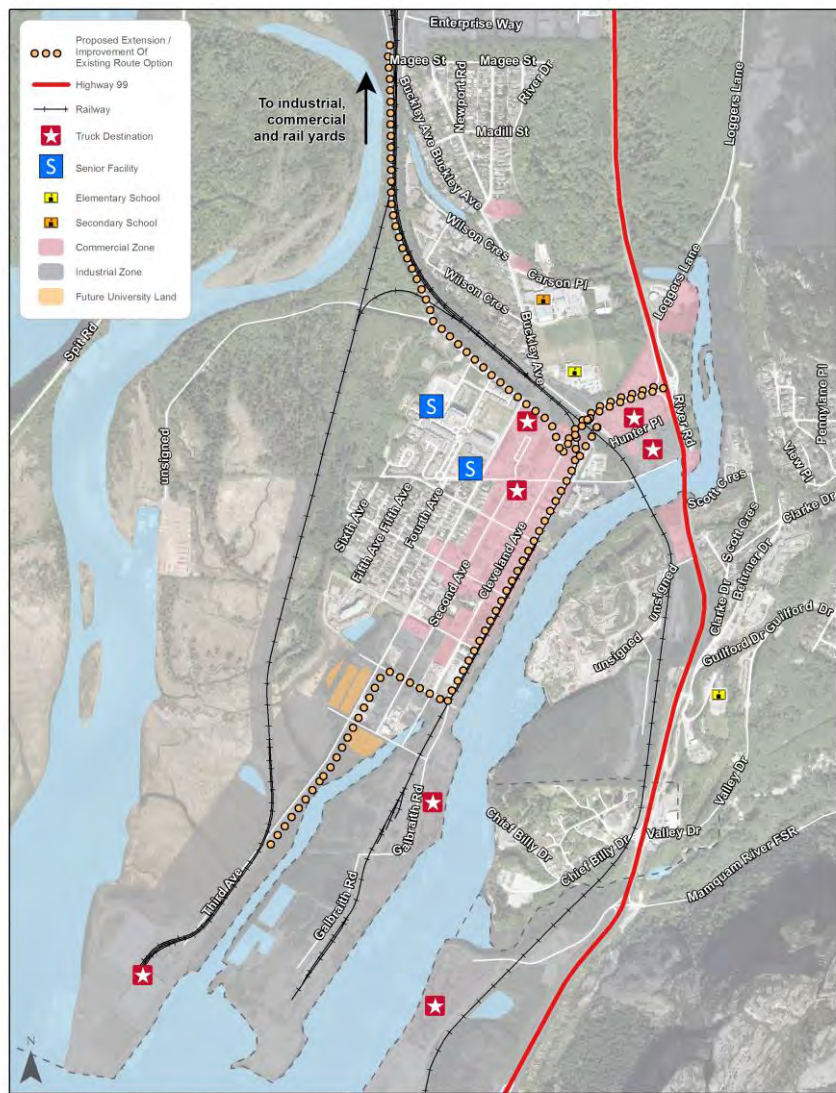 Proposed Extension /
Improvement Of
Existing Route Option
Highway 99
Railway
Truck Destination
S
Senior Facility
Elementary School
Secondary School
Commercial Zone
Industrial Zone
Future University Land
Enterprise Way
Magee St
Magee St
Newport Rd
River Dr
Madill St
Buckley Ave
Buckley Ave
To industrial,
commercial
and rail yards
Loggers Lane
Wilson Cres
Carson Pl
Wilson Cres
Buckley Ave
Loggers Lane
Spit Rd
unsigned
S
S
Hunter Pl
River Rd
Pennylane Pl
View Pl
Scott Cres
Scott Cres
Clarke Dr
Behrner Dr
Clarke Dr
Sixth Ave
Fifth Ave
Fifth Ave
Fourth Ave
Second Ave
Cleveland Ave
unsigned
unsigned
Guilford Dr
Guilford Dr
Valley Dr
Valley Dr
Galbraith Rd
Galbraith Rd
Chief Billy Dr
Chief Billy Dr
Mamquam River FSR
Third Ave
N